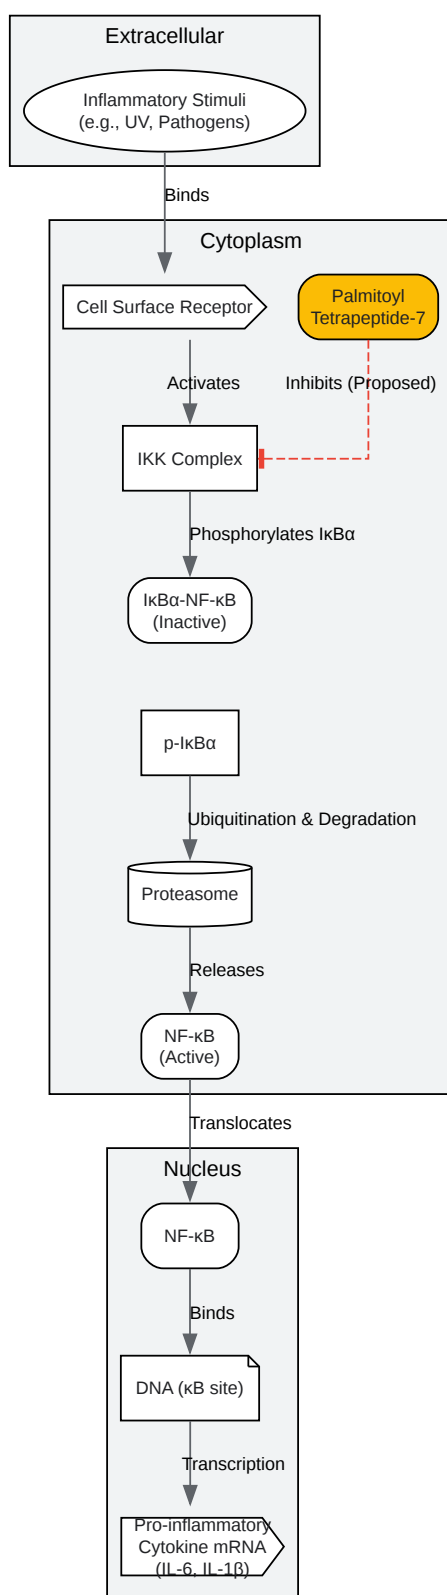 Extracellular
Inflammatory Stimuli
(e.g., UV, Pathogens)
Binds
Cytoplasm
Cell Surface Receptor
Palmitoyl
Tetrapeptide-7
Activates
Inhibits (Proposed)
IKK Complex
Phosphorylates IκBα
IκBα-NF-κB
(Inactive)
p-IκBα
Ubiquitination & Degradation
Proteasome
Releases
NF-κB
(Active)
Translocates
Nucleus
NF-κB
Binds
DNA (κB site)
Transcription
Pro-inflammatory
Cytokine mRNA
(IL-6, IL-1β)